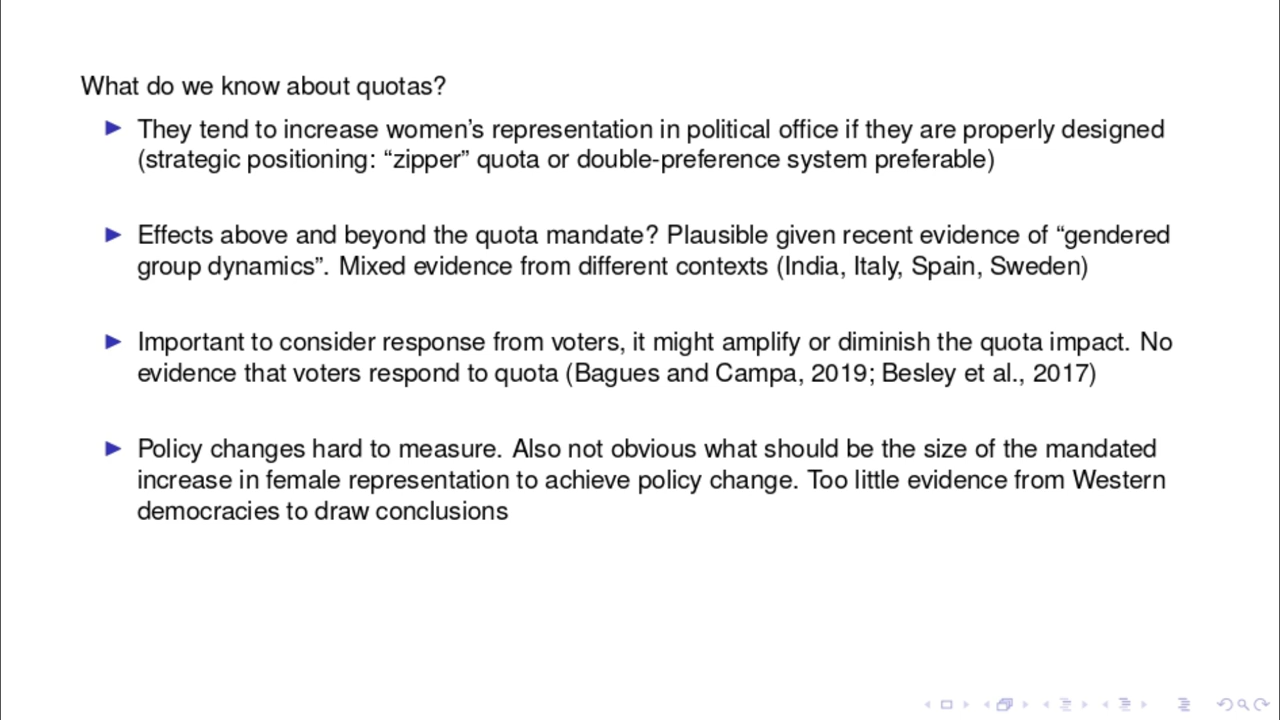 What do we know about quotas?
They tend to increase women's representation in political office if they are properly designed
(strategic positioning: “zipper” quota or double-preference system preferable)
Effects above and beyond the quota mandate? Plausible given recent evidence of “gendered
group dynamics”. Mixed evidence from different contexts (India, Italy, Spain, Sweden)
Important to consider response from voters, it might amplify or diminish the quota impact. No
evidence that voters respond to quota (Bagues and Campa, 2019; Besley et al., 2017)
Policy changes hard to measure. Also not obvious what should be the size of the mandated
increase in female representation to achieve policy change. Too little evidence from Western
democracies to draw conclusions